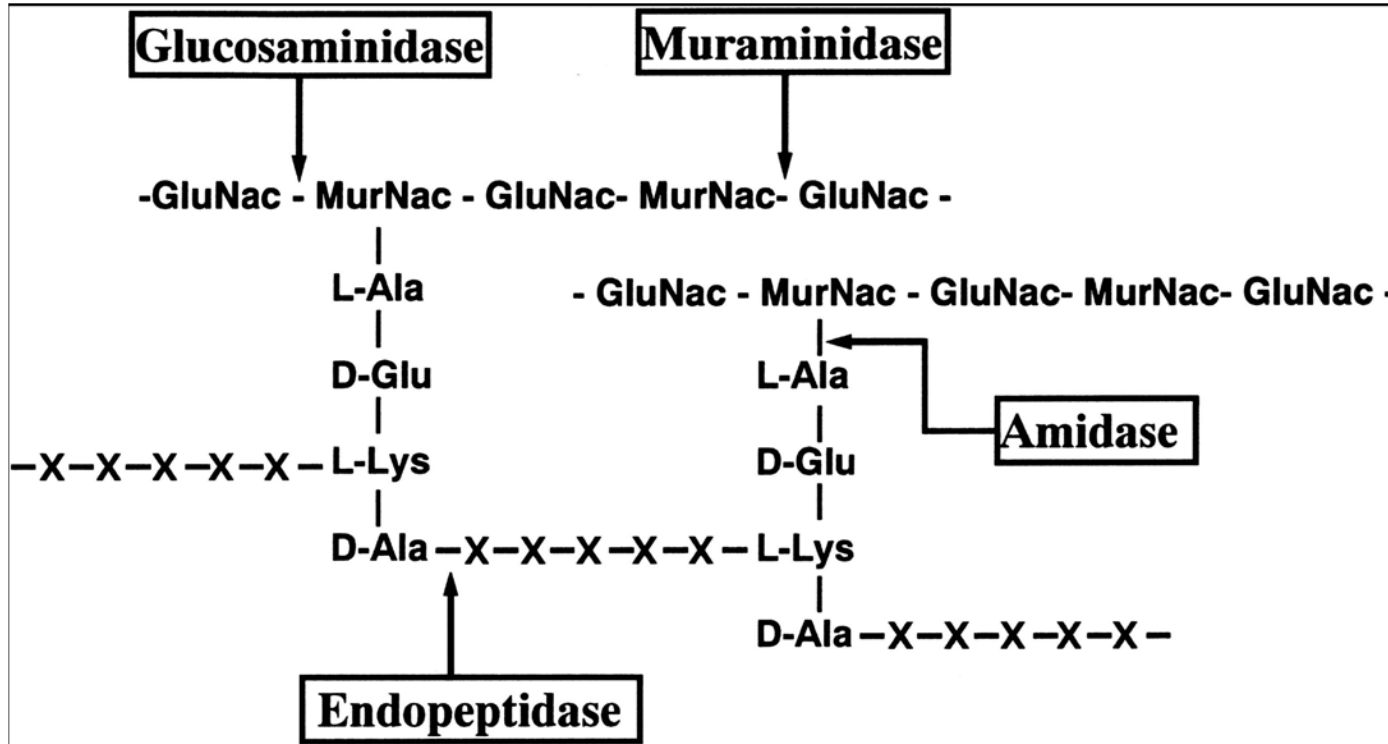 Glucosaminidase
Muraminidase
-GluNac - MurNac - GluNac- MurNac- GluNac -
L-Ala
- GluNac - MurNac - GluNac- MurNac- GluNac -
D-Glu
L-Ala
Amidase
–X–X–X–X–X–L-Lys
D-Glu
D-Ala–X–X–X–X–X–L-Lys
D-Ala–X–X–X–X–X–
Endopeptidase